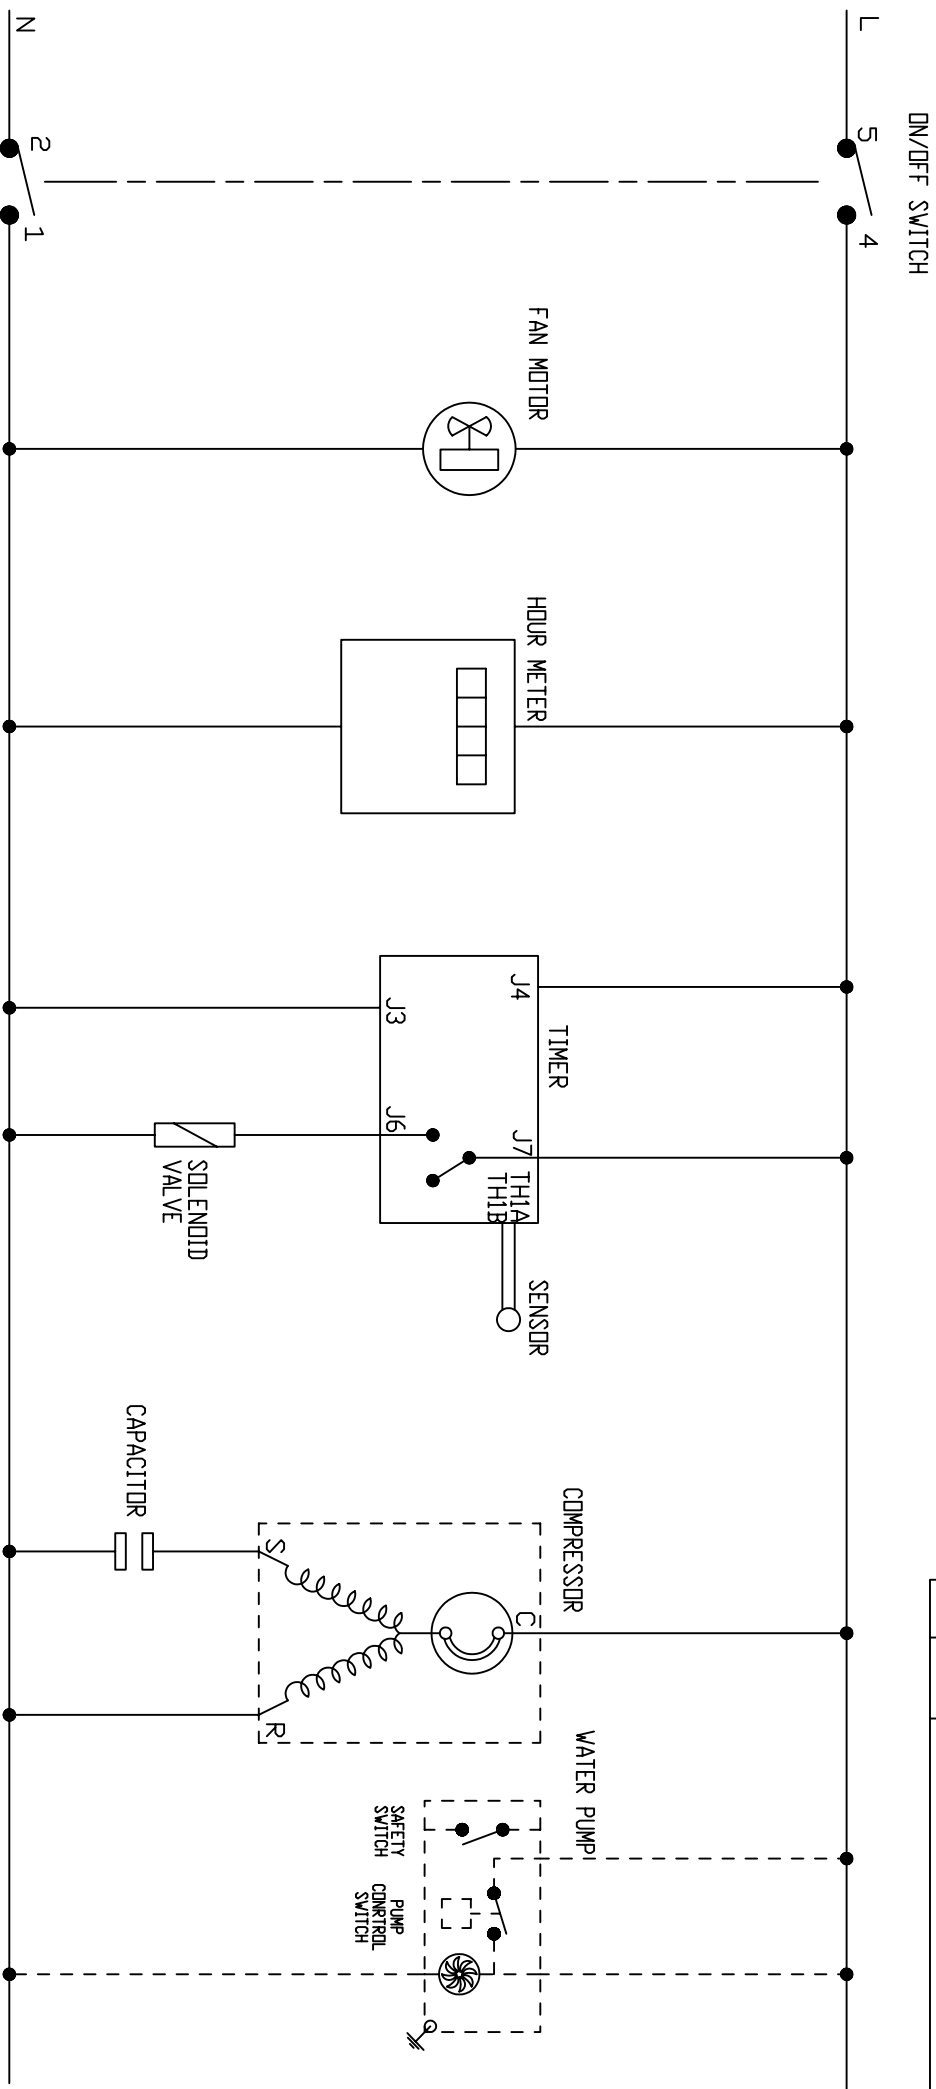 ON/OFF SWITCH
L
5
4
N
2
1
FAN MOTOR
HOUR METER
TIMER
J4
J3
J7
J6
TH1A
TH1B
SENSOR
SOLENOID
VALVE
COMPRESSOR
C
S
R
CAPACITOR
WATER PUMP
SAFETY
SWITCH
PUMP
CONRTROL
SWITCH